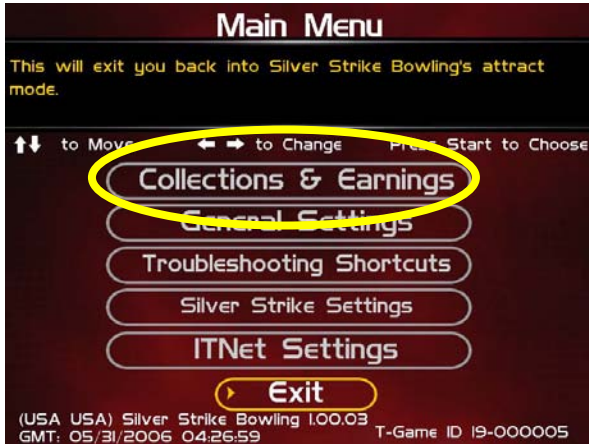 Main Menu
This will exit you back into Silver Strike Bowling's attract
mode.
to Move to Change Press Start to Choose
Collections & Earnings
General Settings
Troubleshooting Shortcuts
Silver Strike Settings
ITNet Settings
Exit
(USA USA) Silver Strike Bowling 1.00.03
GMT: 05/31/2006 04:26:59 T-Game ID 19-000005